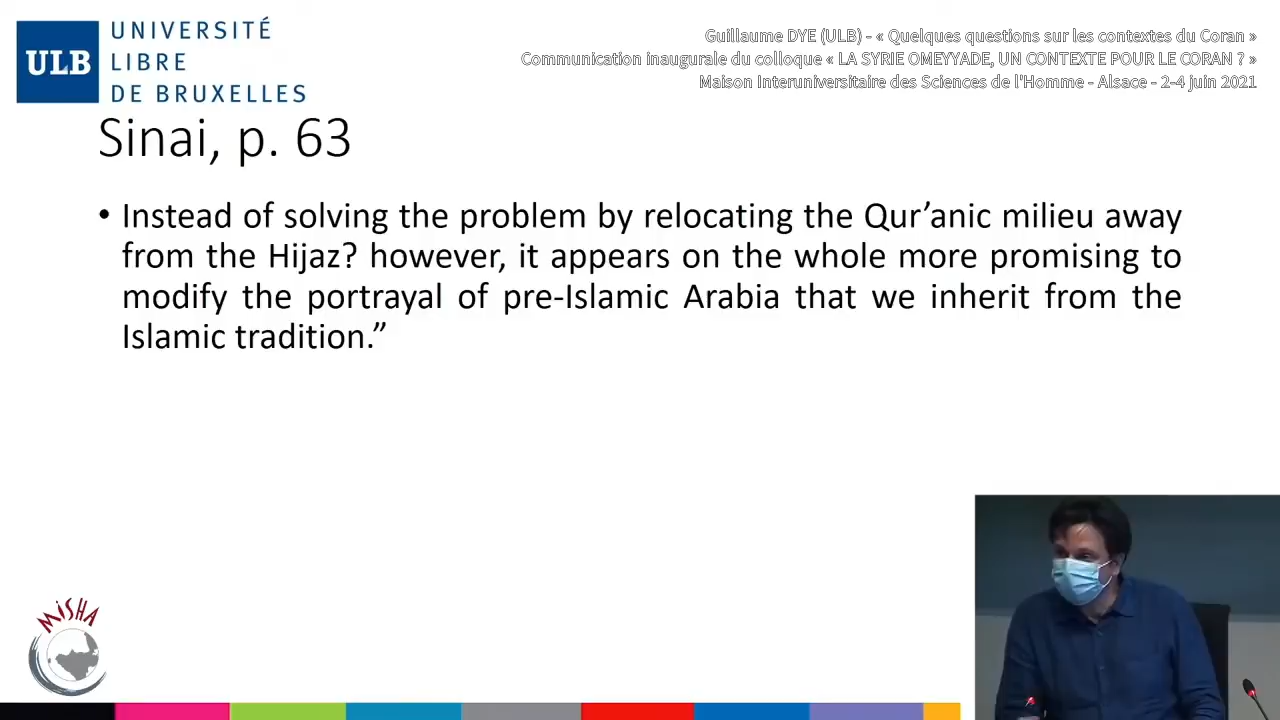 ULB
UNIVERSITÉ
LIBRE
DE BRUXELLES
Guillaume DYE (ULB) - « Quelques questions sur les contextes du Coran »
Communication inaugurale du colloque « LA SYRIE OMEYYADE, UN CONTEXTE POUR LE CORAN ? »
Maison Interuniversitaire des Sciences de l'Homme - Alsace - 2-4 juin 2021
Sinai, p. 63
• Instead of solving the problem by relocating the Qur’anic milieu away
from the Hijaz? however, it appears on the whole more promising to
modify the portrayal of pre-Islamic Arabia that we inherit from the
Islamic tradition.”
MISHA